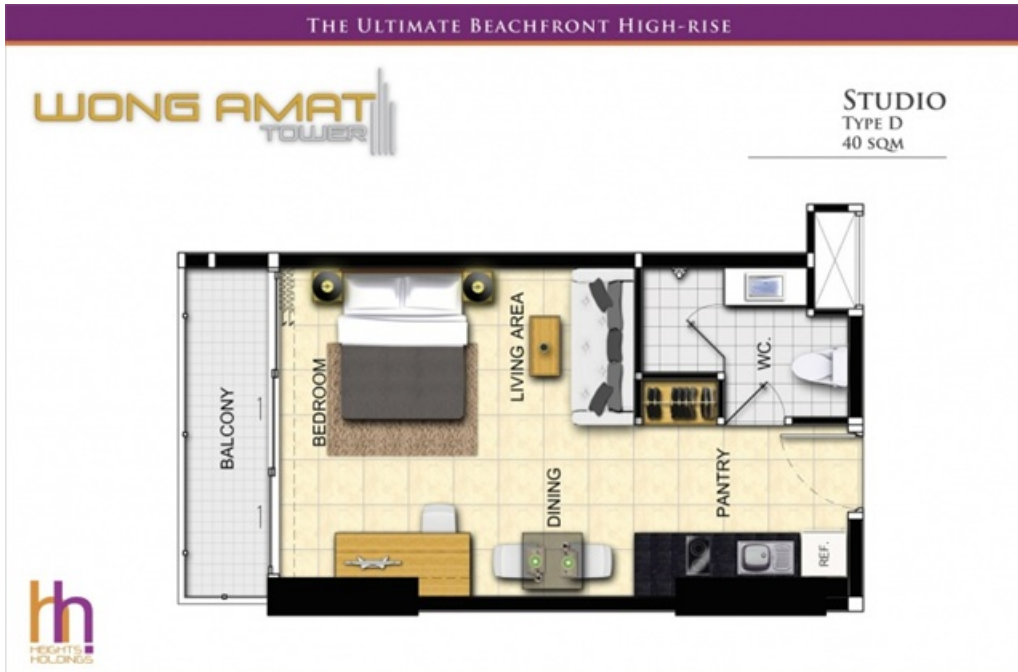 THE ULTIMATE BEACHFRONT HIGH-RISE
WONG AMAT
TOWER
STUDIO
TYPE D
40 SQM
BALCONY
BEDROOM
LIVING AREA
WC.
DINING
PANTRY
REF.
hh
HEIGHTS
HOLDINGS